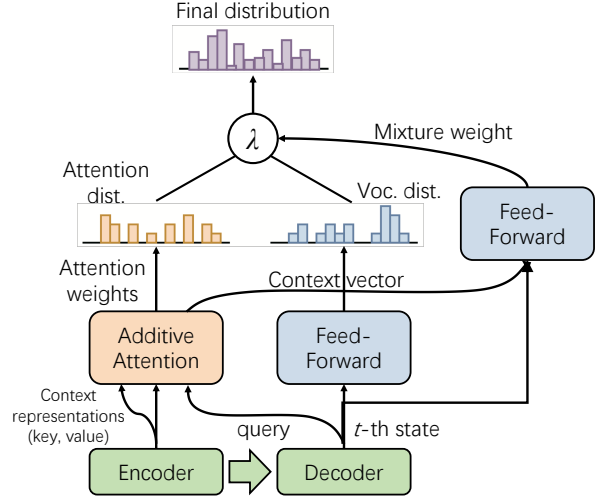 Final distribution
λ
Mixture weight
Attention
dist.
Voc. dist.
Feed-
Forward
Attention
weights
Context vector
Additive
Attention
Feed-
Forward
Context
representations
(key, value)
query
t-th state
Encoder
Decoder